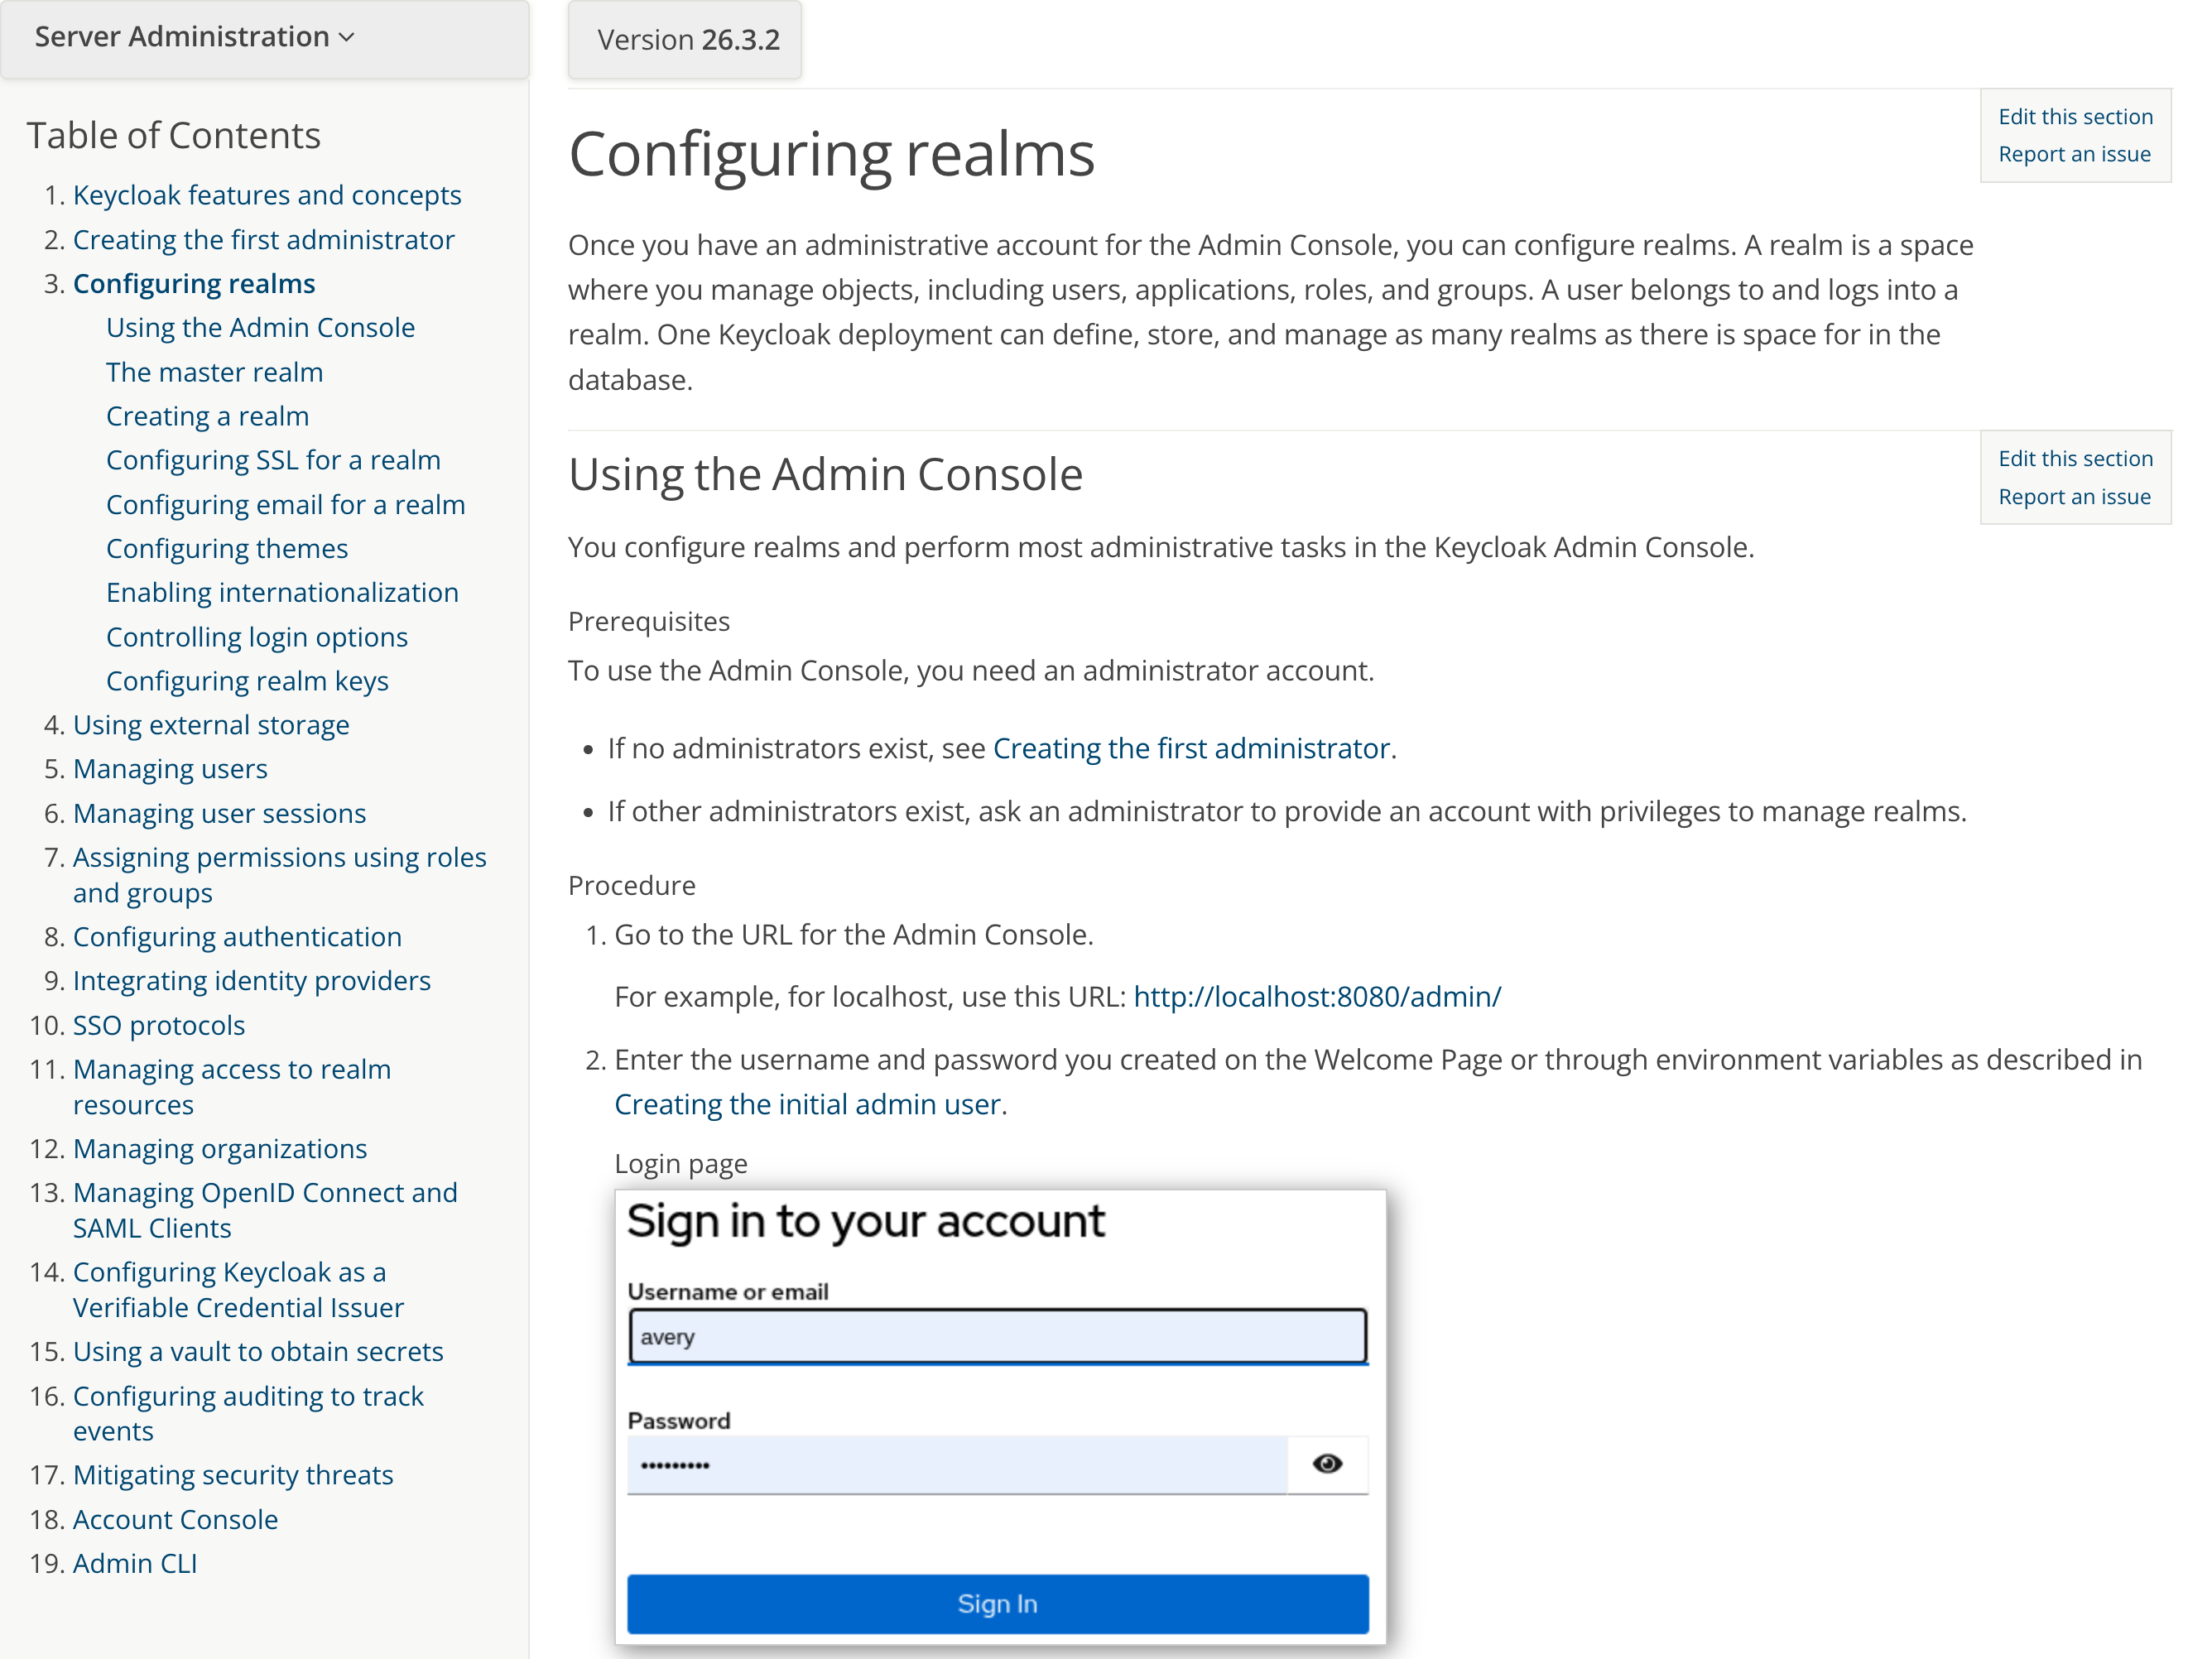 Server Administration
Version 26.3.2
Table of Contents
1. Keycloak features and concepts
2. Creating the first administrator
3. Configuring realms
Using the Admin Console
The master realm
Creating a realm
Configuring SSL for a realm
Configuring email for a realm
Configuring themes
Enabling internationalization
Controlling login options
Configuring realm keys
4. Using external storage
5. Managing users
6. Managing user sessions
7. Assigning permissions using roles
and groups
8. Configuring authentication
9. Integrating identity providers
10. SSO protocols
11. Managing access to realm
resources
12. Managing organizations
13. Managing OpenID Connect and
SAML Clients
14. Configuring Keycloak as a
Verifiable Credential Issuer
15. Using a vault to obtain secrets
16. Configuring auditing to track
events
17. Mitigating security threats
18. Account Console
19. Admin CLI
Configuring realms
Edit this section
Report an issue
Once you have an administrative account for the Admin Console, you can configure realms. A realm is a space
where you manage objects, including users, applications, roles, and groups. A user belongs to and logs into a
realm. One Keycloak deployment can define, store, and manage as many realms as there is space for in the
database.
Using the Admin Console
Edit this section
Report an issue
You configure realms and perform most administrative tasks in the Keycloak Admin Console.
Prerequisites
To use the Admin Console, you need an administrator account.
• If no administrators exist, see Creating the first administrator.
• If other administrators exist, ask an administrator to provide an account with privileges to manage realms.
Procedure
1. Go to the URL for the Admin Console.
For example, for localhost, use this URL: http://localhost:8080/admin/
2. Enter the username and password you created on the Welcome Page or through environment variables as described in
Creating the initial admin user.
Login page
Sign in to your account
Username or email
avery
Password
•••••••••
Sign In